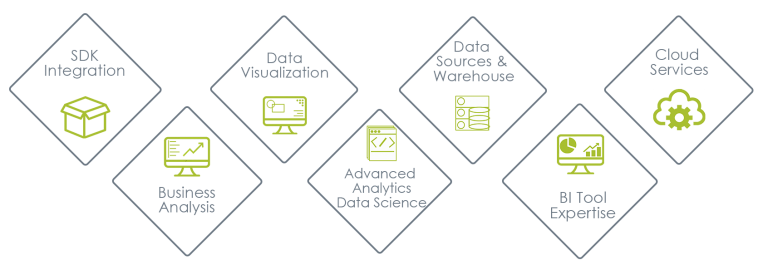 SDK
Integration
Business
Analysis
Data
Visualization
Advanced
Analytics
Data Science
Data
Sources &
Warehouse
BI Tool
Expertise
Cloud
Services